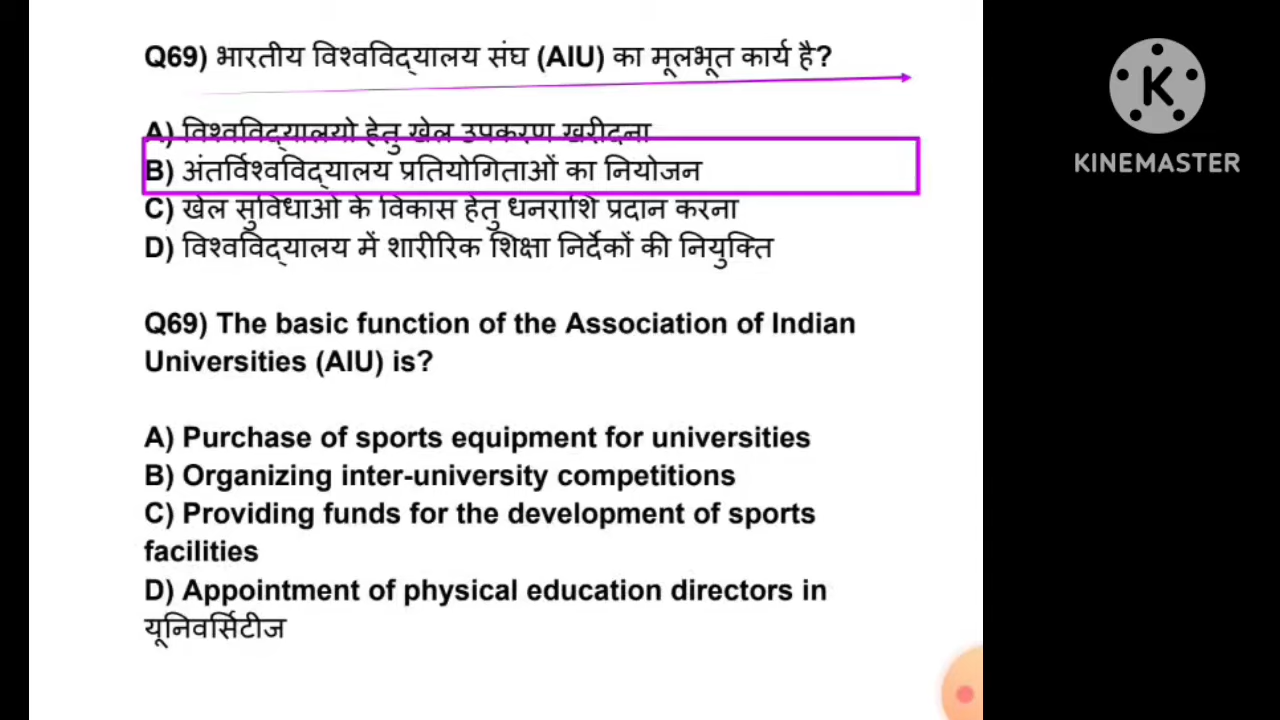 Q69) भारतीय विश्वविद्यालय संघ (AIU) का मूलभूत कार्य है?
A) विश्वविद्यालयो हेतु खेल उपकरण खरीदना
B) अंतर्विश्वविद्यालय प्रतियोगिताओं का नियोजन
C) खेल सुविधाओ के विकास हेतु धनराशि प्रदान करना
D) विश्वविद्यालय में शारीरिक शिक्षा निर्देकों की नियुक्ति
Q69) The basic function of the Association of Indian
Universities (AIU) is?
A) Purchase of sports equipment for universities
B) Organizing inter-university competitions
C) Providing funds for the development of sports
facilities
D) Appointment of physical education directors in
यूनिवर्सिटीज
K
KINEMASTER